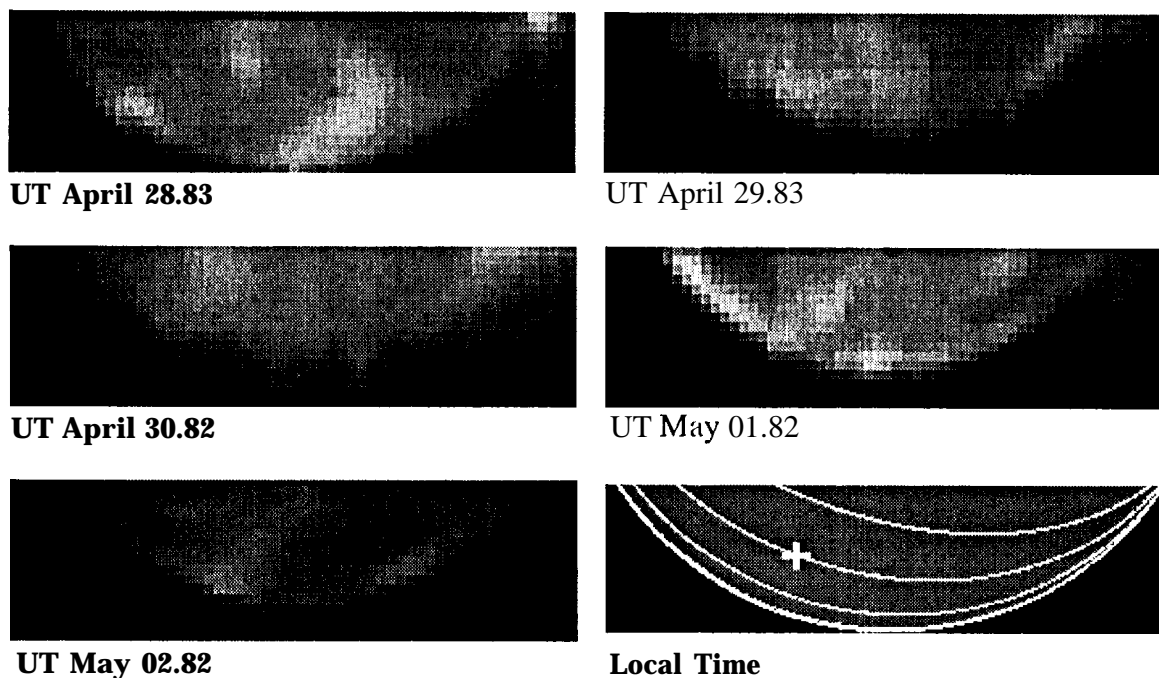 UT April 28.83
UT April 29.83
UT April 30.82
UT May 01.82
UT May 02.82
Local Time